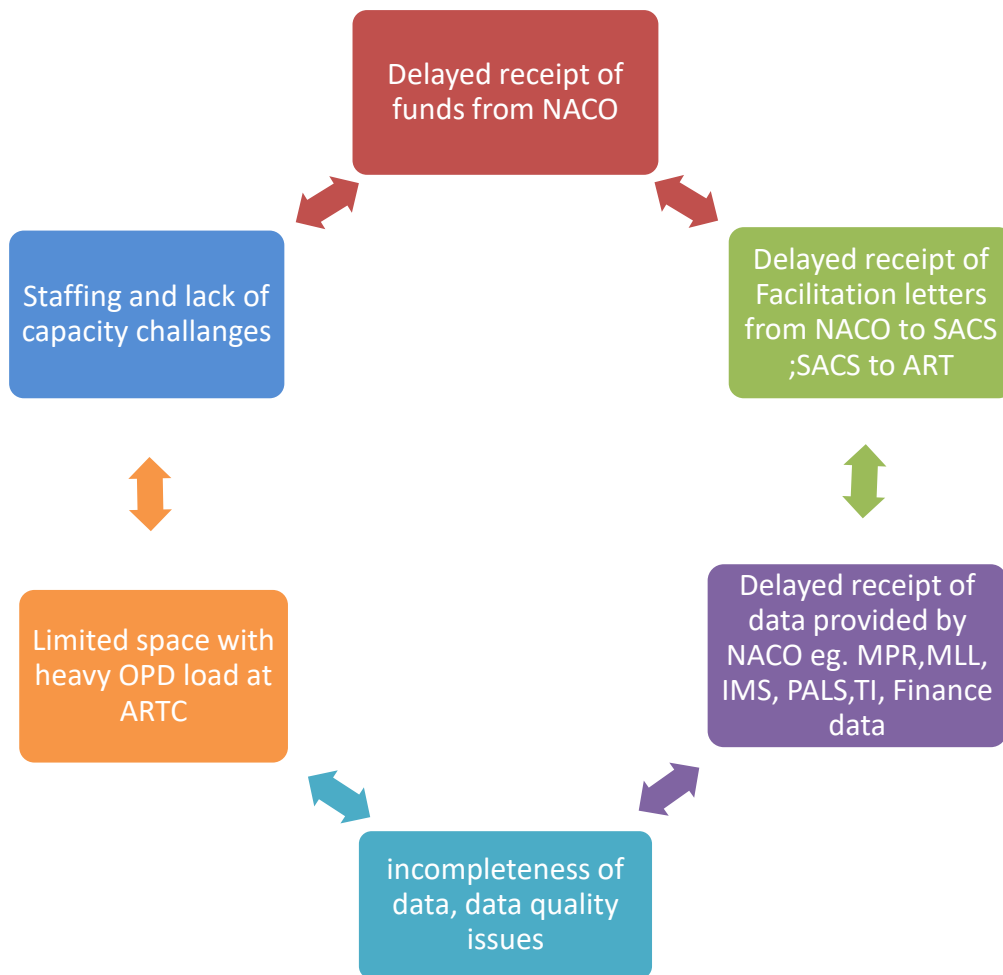 Delayed receipt of
funds from NACO
Delayed receipt of
Facilitation letters
from NACO to SACS
;SACS to ART
Delayed receipt of
data provided by
NACO eg. MPR,MLL,
IMS, PALS,TI, Finance
data
incompleteness of
data, data quality
issues
Limited space with
heavy OPD load at
ARTC
Staffing and lack of
capacity challanges